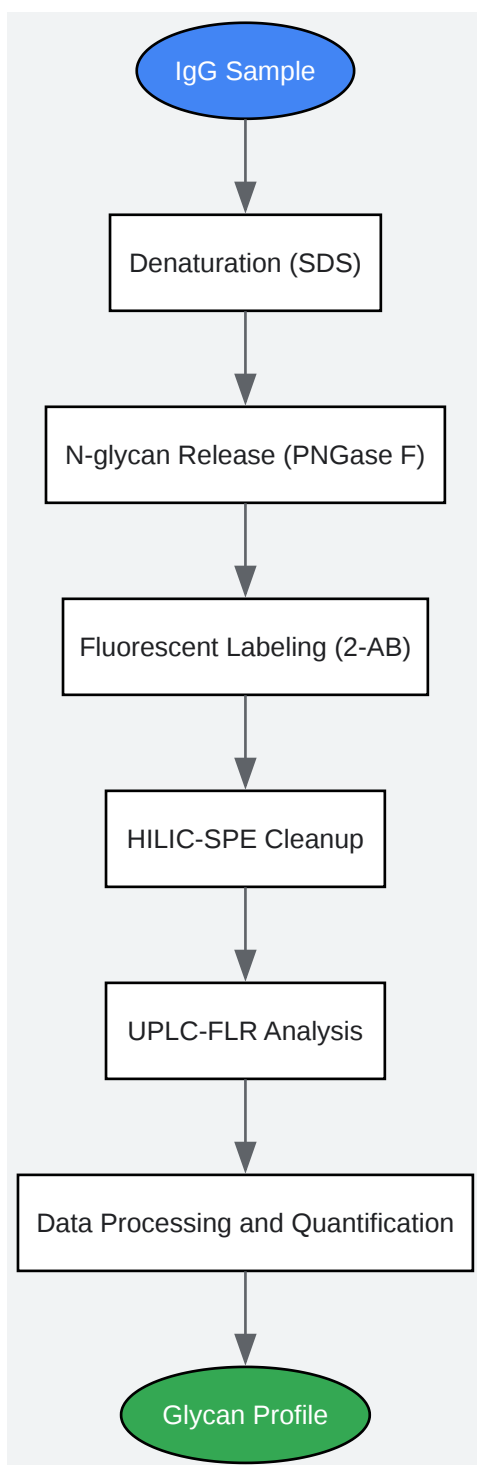 IgG Sample
Denaturation (SDS)
N-glycan Release (PNGase F)
Fluorescent Labeling (2-AB)
HILIC-SPE Cleanup
UPLC-FLR Analysis
Data Processing and Quantification
Glycan Profile